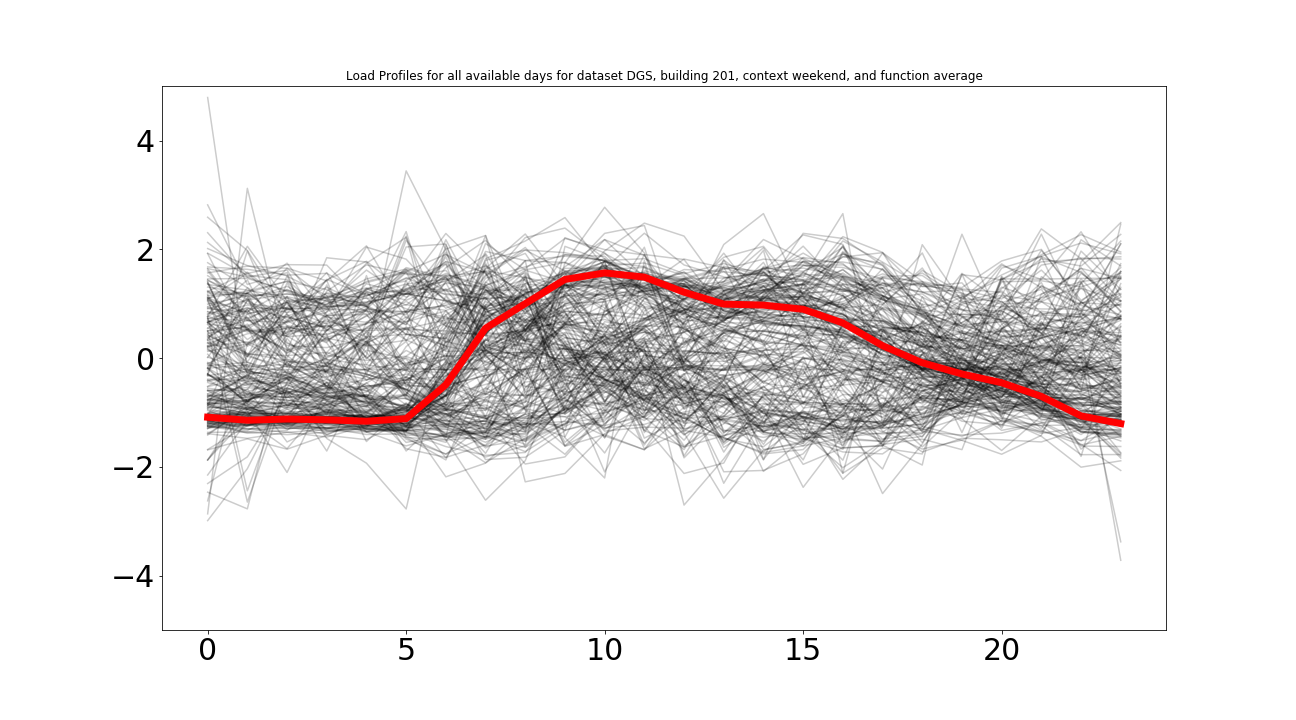 Load Profiles for all available days for dataset DGS, building 201, context weekend, and function average
4
2
0
−2
−4
0 5 10 15 20